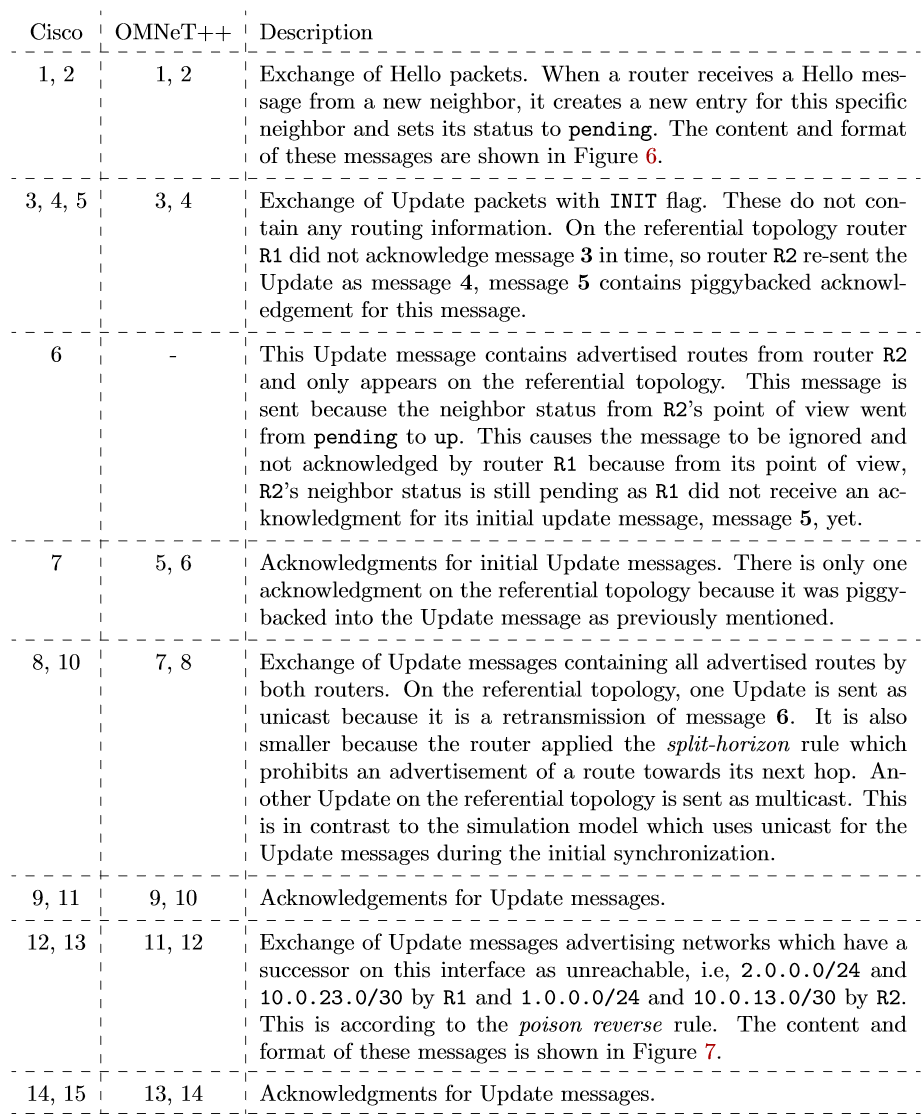 Cisco OMNeT++ Description
1, 2 1, 2 Exchange of Hello packets. When a router receives a Hello mes-
sage from a new neighbor, it creates a new entry for this specific
neighbor and sets its status to pending. The content and format
of these messages are shown in Figure 6.
3, 4, 5 3, 4 Exchange of Update packets with INIT flag. These do not con-
tain any routing information. On the referential topology router
R1 did not acknowledge message 3 in time, so router R2 re-sent the
Update as message 4, message 5 contains piggybacked acknowl-
edgement for this message.
6 - This Update message contains advertised routes from router R2
and only appears on the referential topology. This message is
sent because the neighbor status from R2's point of view went
from pending to up. This causes the message to be ignored and
not acknowledged by router R1 because from its point of view,
R2's neighbor status is still pending as R1 did not receive an ac-
knowledgment for its initial update message, message 5, yet.
7 5, 6 Acknowledgments for initial Update messages. There is only one
acknowledgment on the referential topology because it was piggy-
backed into the Update message as previously mentioned.
8, 10 7, 8 Exchange of Update messages containing all advertised routes by
both routers. On the referential topology, one Update is sent as
unicast because it is a retransmission of message 6. It is also
smaller because the router applied the split-horizon rule which
prohibits an advertisement of a route towards its next hop. An-
other Update on the referential topology is sent as multicast. This
is in contrast to the simulation model which uses unicast for the
Update messages during the initial synchronization.
9, 11 9, 10 Acknowledgements for Update messages.
12, 13 11, 12 Exchange of Update messages advertising networks which have a
successor on this interface as unreachable, i.e, 2.0.0.0/24 and
10.0.23.0/30 by R1 and 1.0.0.0/24 and 10.0.13.0/30 by R2.
This is according to the poison reverse rule. The content and
format of these messages is shown in Figure 7.
14, 15 13, 14 Acknowledgments for Update messages.